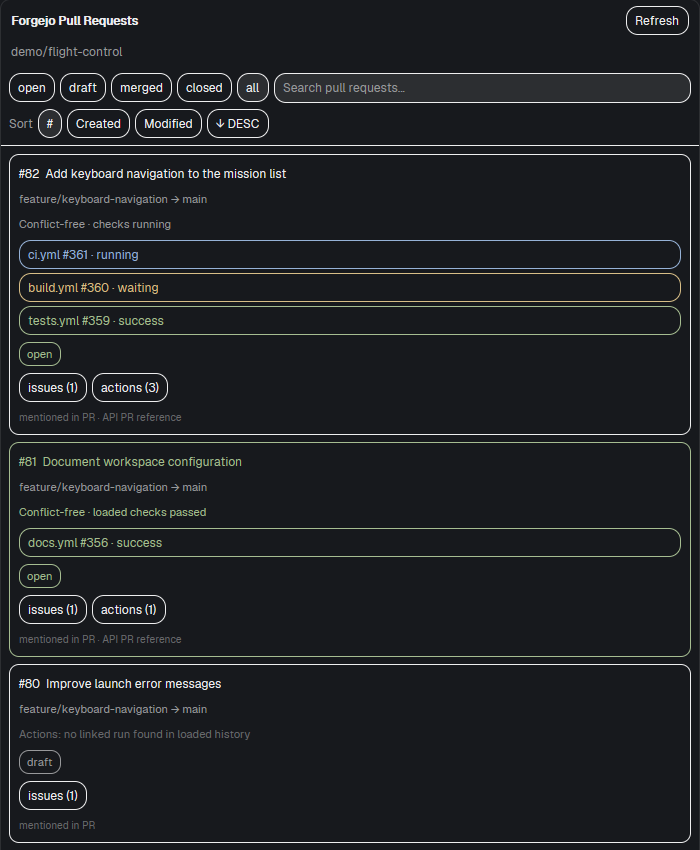 Forgejo Pull Requests
Refresh
demo/flight-control
open draft merged closed all Search pull requests...
Sort # Created Modified ↓ DESC
#82 Add keyboard navigation to the mission list
feature/keyboard-navigation → main
Conflict-free · checks running
ci.yml #361 · running
build.yml #360 · waiting
tests.yml #359 · success
open
issues (1) actions (3)
mentioned in PR · API PR reference
#81 Document workspace configuration
feature/keyboard-navigation → main
Conflict-free · loaded checks passed
docs.yml #356 · success
open
issues (1) actions (1)
mentioned in PR · API PR reference
#80 Improve launch error messages
feature/keyboard-navigation → main
Actions: no linked run found in loaded history
draft
issues (1)
mentioned in PR